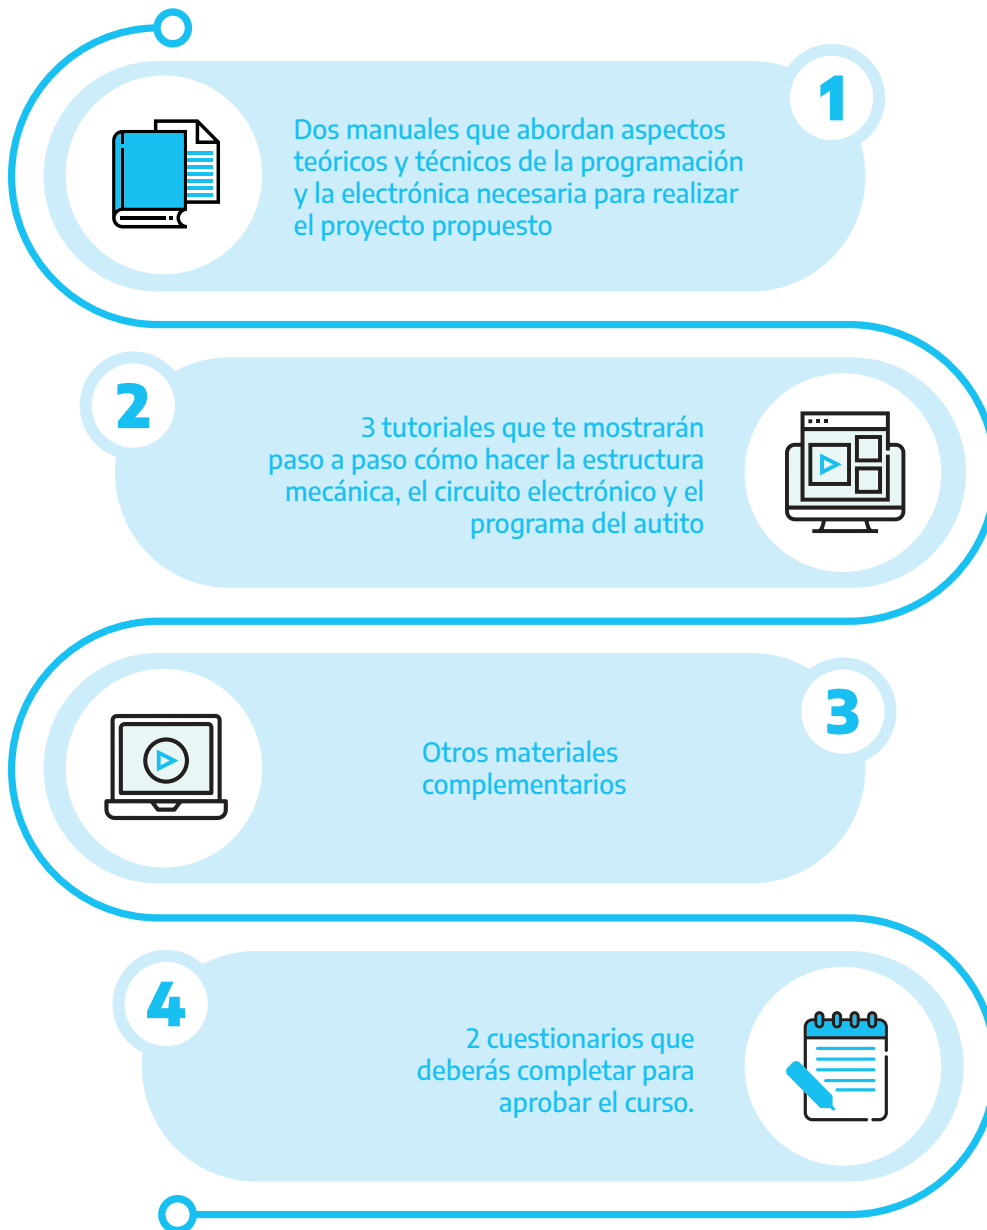 1
Dos manuales que abordan aspectos
teóricos y técnicos de la programación
y la electrónica necesaria para realizar
el proyecto propuesto
2
3 tutoriales que te mostrarán
paso a paso cómo hacer la estructura
mecánica, el circuito electrónico y el
programa del autito
3
Otros materiales
complementarios
4
2 cuestionarios que
deberás completar para
aprobar el curso.